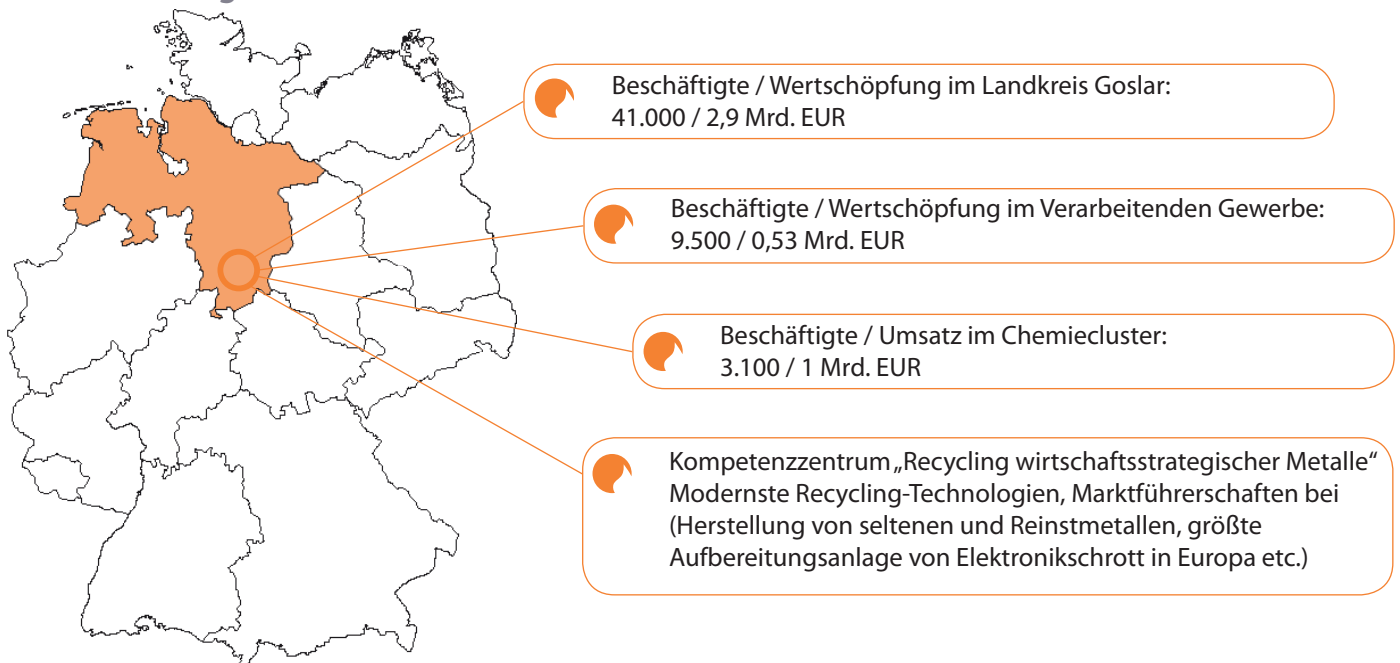 Beschäftigte / Wertschöpfung im Landkreis Goslar:
41.000 / 2,9 Mrd. EUR
Beschäftigte / Wertschöpfung im Verarbeitenden Gewerbe:
9.500 / 0,53 Mrd. EUR
Beschäftigte / Umsatz im Chemiecluster:
3.100 / 1 Mrd. EUR
Kompetenzzentrum „Recycling wirtschaftsstrategischer Metalle“
Modernste Recycling-Technologien, Marktführerschaften bei
(Herstellung von seltenen und Reinstmetallen, größte
Aufbereitungsanlage von Elektronikschrott in Europa etc.)